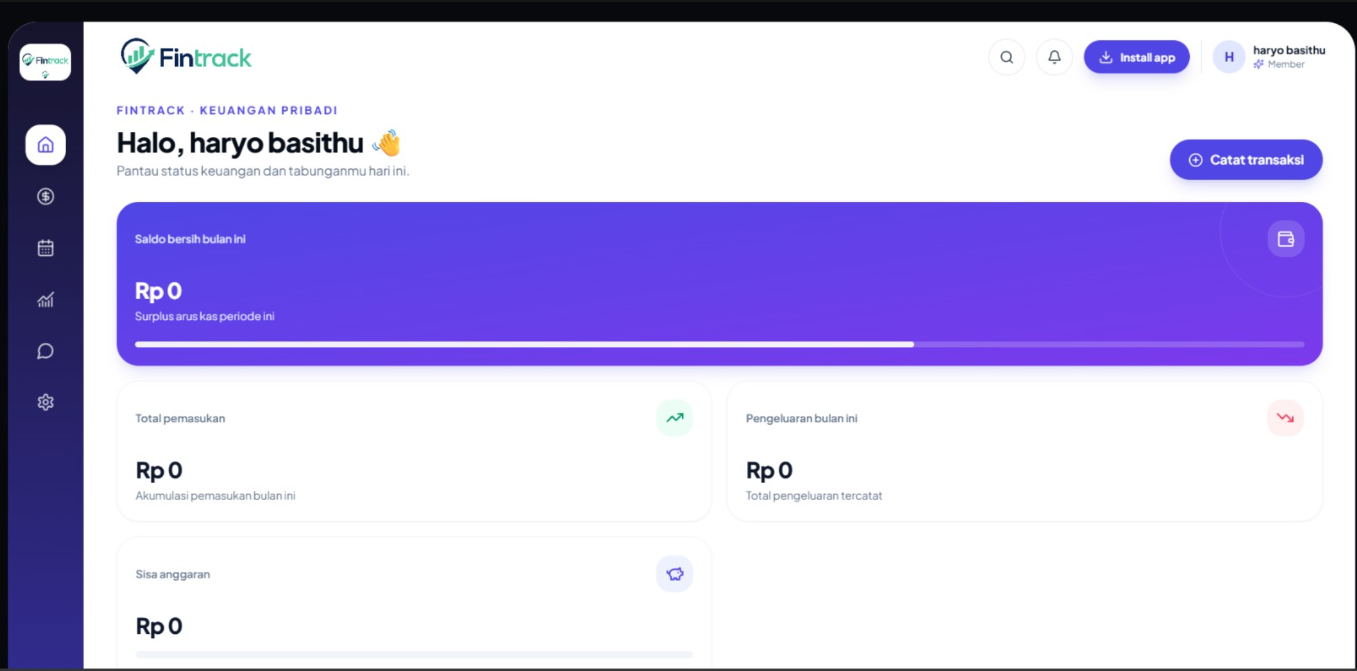 Fintrack
Fintrack
Install app
H
haryo basithu
Member
FINTRACK · KEUANGAN PRIBADI
Halo, haryo basithu 👋
Pantau status keuangan dan tabunganmu hari ini.
Catat transaksi
Saldo bersih bulan ini
Rp 0
Surplus arus kas periode ini
Total pemasukan
Rp 0
Akumulasi pemasukan bulan ini
Pengeluaran bulan ini
Rp 0
Total pengeluaran tercatat
Sisa anggaran
Rp 0